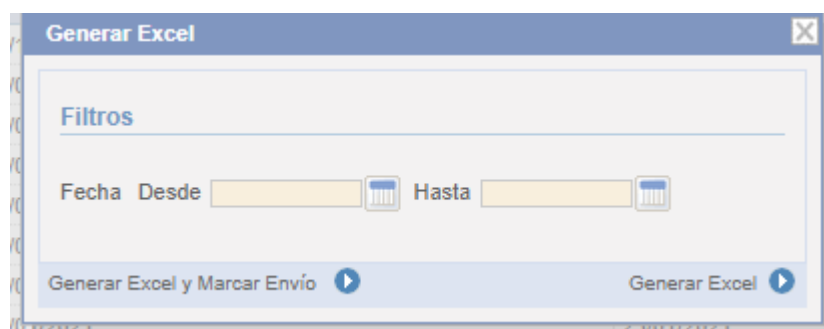 Generar Excel
Filtros
Fecha Desde Hasta
Generar Excel y Marcar Envío Generar Excel